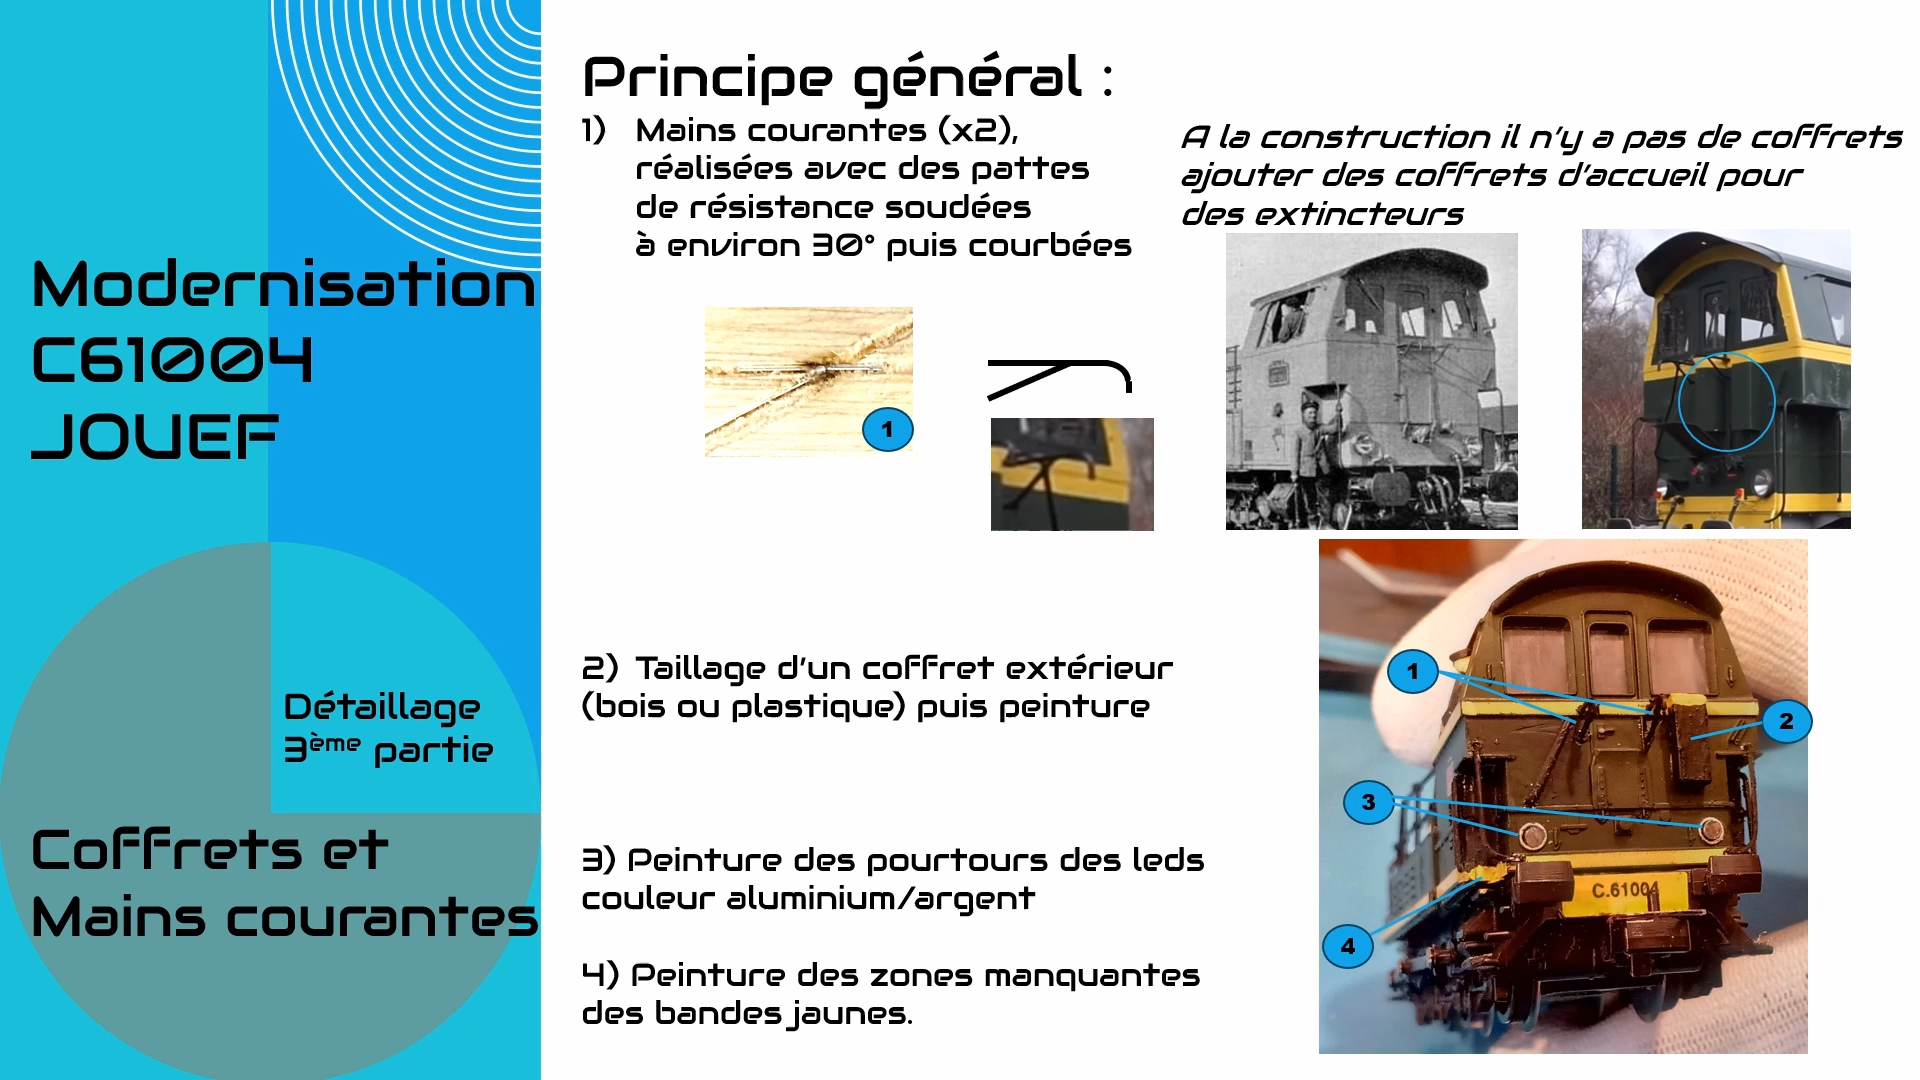 Modernisation
C61004
JOUEF
Détaillage
3ème partie
Coffrets et
Mains courantes
Principe général :
1) Mains courantes (x2),
réalisées avec des pattes
de résistance soudées
à environ 30° puis courbées
A la construction il n'y a pas de coffrets
ajouter des coffrets d'accueil pour
des extincteurs
1
2) Taillage d'un coffret extérieur
(bois ou plastique) puis peinture
3) Peinture des pourtours des leds
couleur aluminium/argent
4) Peinture des zones manquantes
des bandes jaunes.
1
2
3
C.61004
4